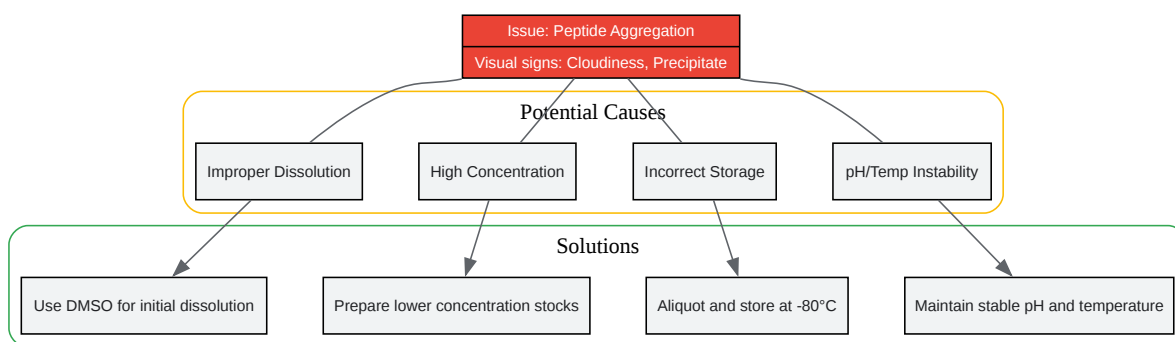 Issue: Peptide Aggregation
Visual signs: Cloudiness, Precipitate
Potential Causes
Improper Dissolution
High Concentration
Incorrect Storage
pH/Temp Instability
Solutions
Use DMSO for initial dissolution
Prepare lower concentration stocks
Aliquot and store at -80°C
Maintain stable pH and temperature